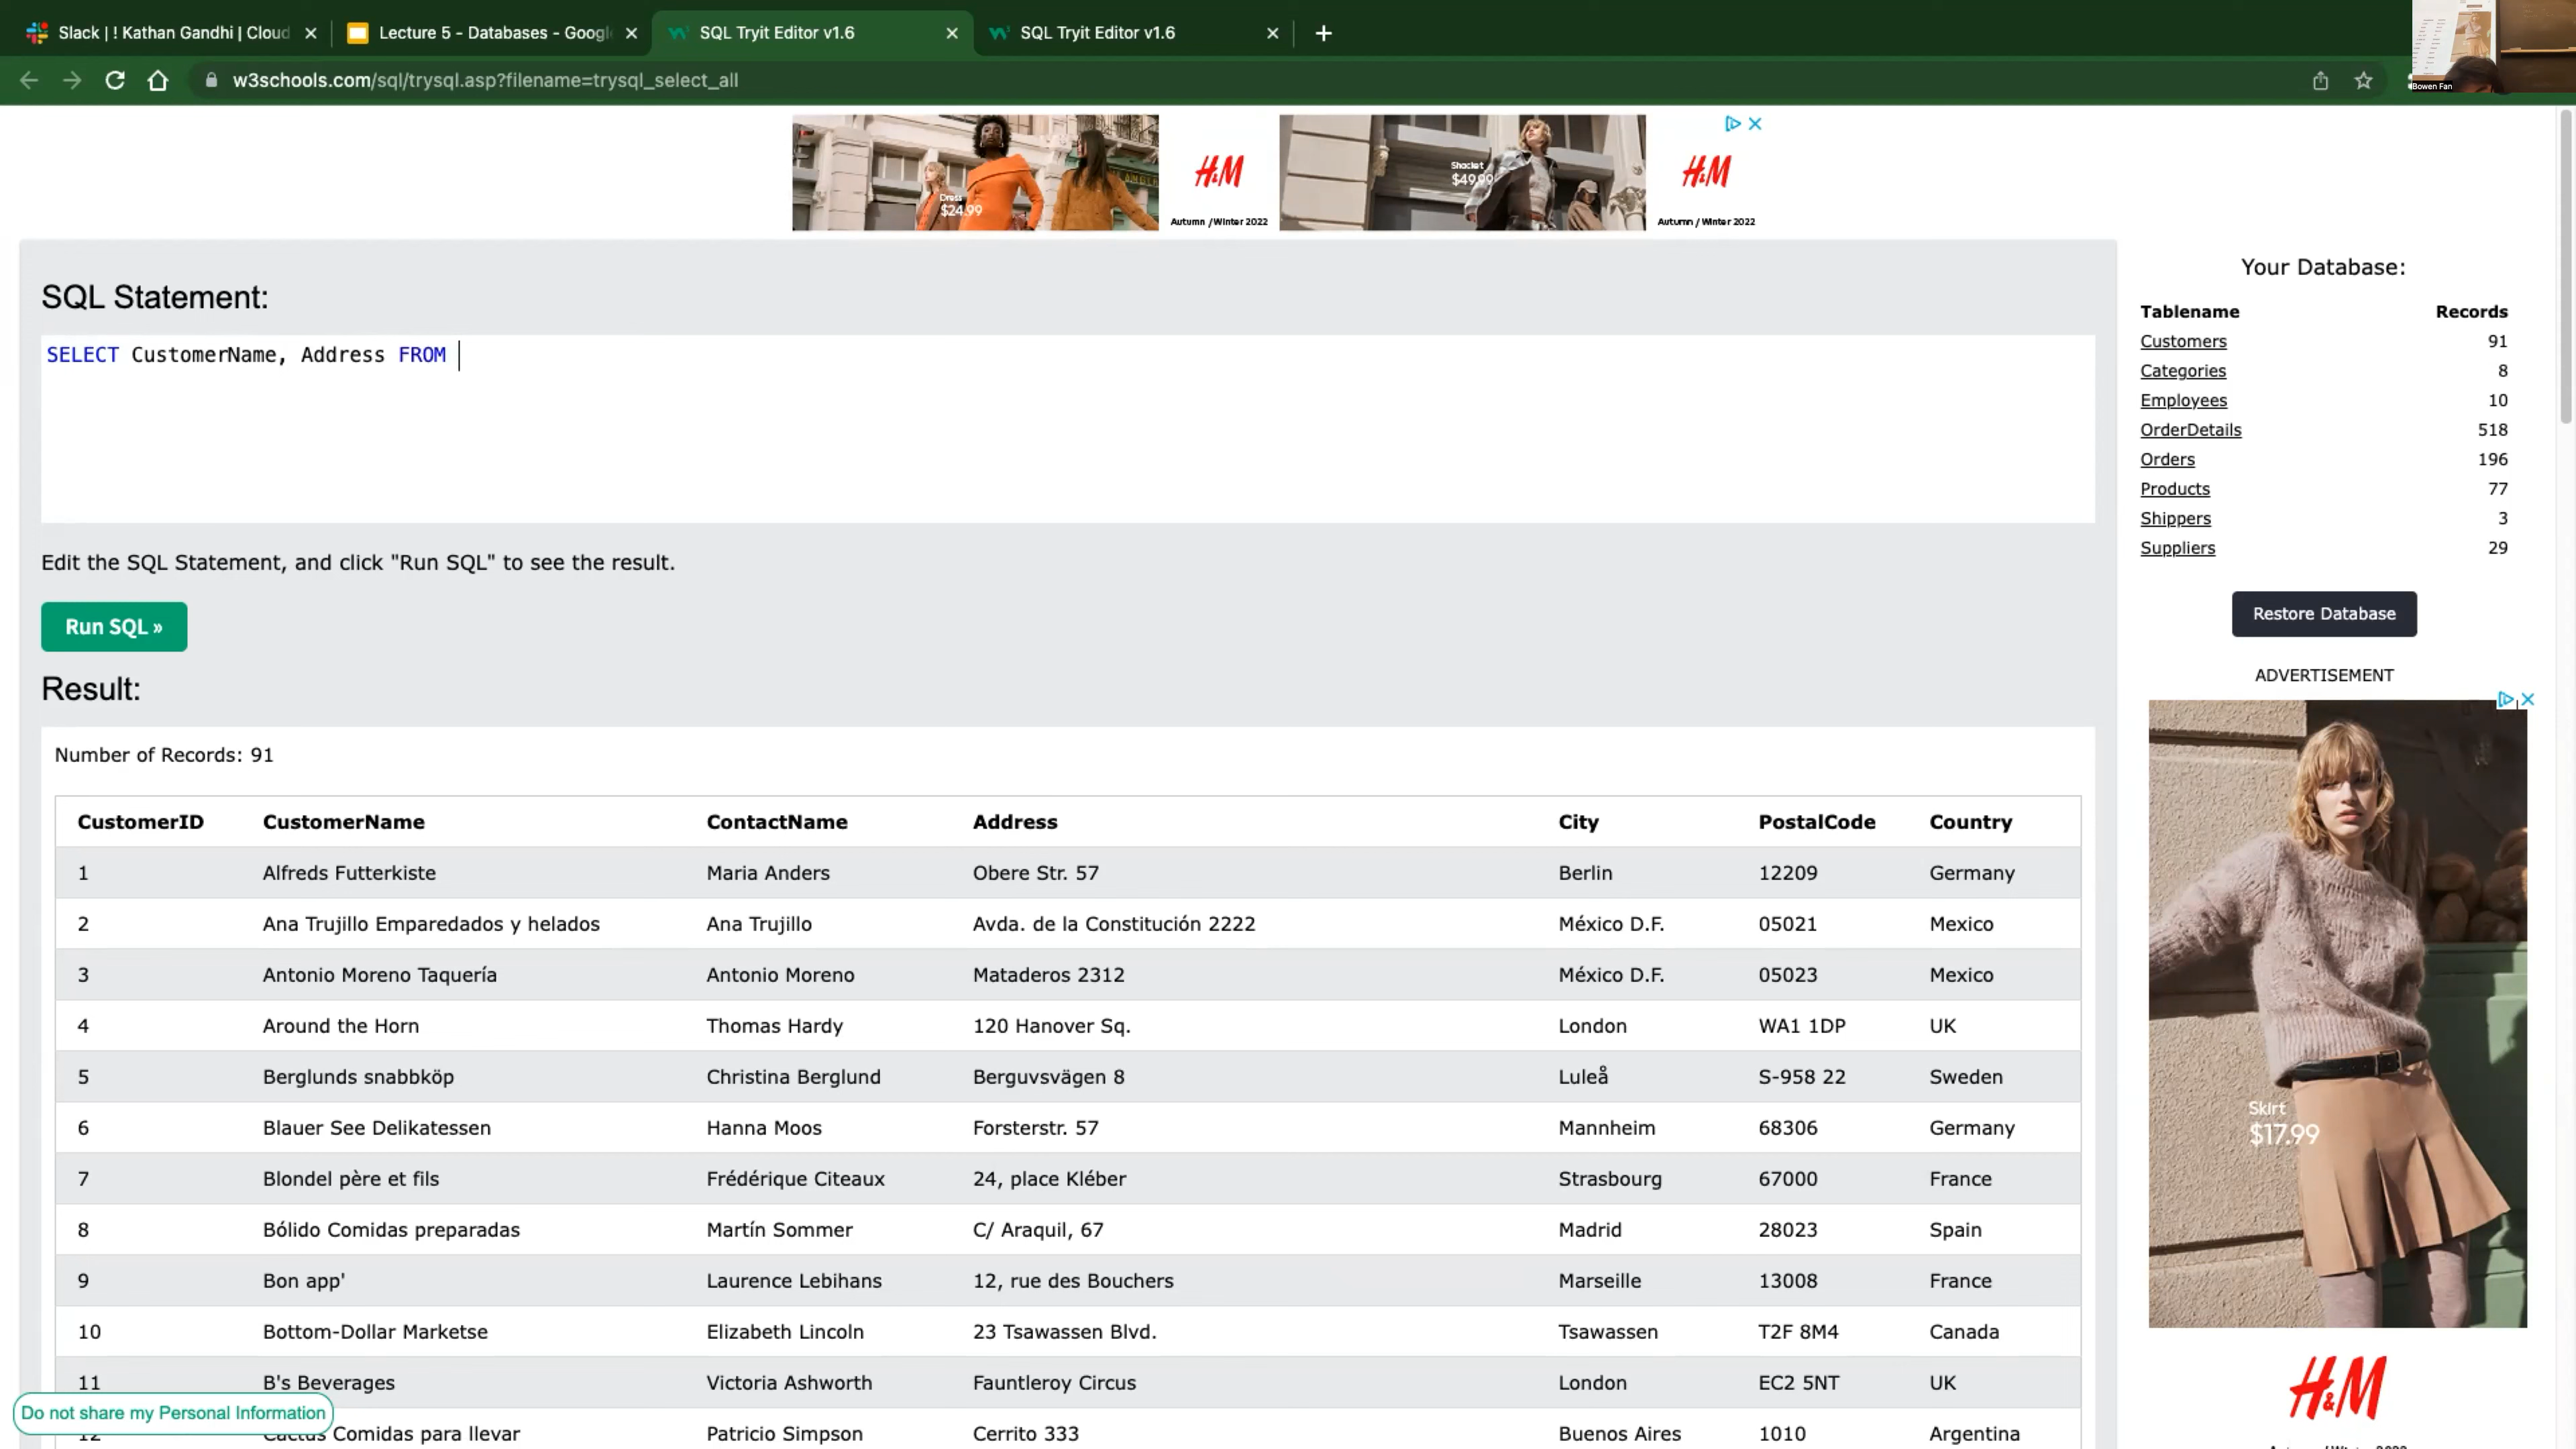 Slack | ! Kathan Gandhi | Cloud
Lecture 5 - Databases - Googl
SQL Tryit Editor v1.6
SQL Tryit Editor v1.6
w3schools.com/sql/trysql.asp?filename=trysql_select_all
Bowen Fan
Dress
$24.99
H&M
Autumn / Winter 2022
Shacket
$49.99
H&M
Autumn / Winter 2022
SQL Statement:
SELECT CustomerName, Address FROM
Edit the SQL Statement, and click "Run SQL" to see the result.
Run SQL »
Result:
Number of Records: 91
CustomerID CustomerName ContactName Address City PostalCode Country
1 Alfreds Futterkiste Maria Anders Obere Str. 57 Berlin 12209 Germany
2 Ana Trujillo Emparedados y helados Ana Trujillo Avda. de la Constitución 2222 México D.F. 05021 Mexico
3 Antonio Moreno Taquería Antonio Moreno Mataderos 2312 México D.F. 05023 Mexico
4 Around the Horn Thomas Hardy 120 Hanover Sq. London WA1 1DP UK
5 Berglunds snabbköp Christina Berglund Berguvsvägen 8 Luleå S-958 22 Sweden
6 Blauer See Delikatessen Hanna Moos Forsterstr. 57 Mannheim 68306 Germany
7 Blondel père et fils Frédérique Citeaux 24, place Kléber Strasbourg 67000 France
8 Bólido Comidas preparadas Martín Sommer C/ Araquil, 67 Madrid 28023 Spain
9 Bon app' Laurence Lebihans 12, rue des Bouchers Marseille 13008 France
10 Bottom-Dollar Marketse Elizabeth Lincoln 23 Tsawassen Blvd. Tsawassen T2F 8M4 Canada
11 B's Beverages Victoria Ashworth Fauntleroy Circus London EC2 5NT UK
12 Cactus Comidas para llevar Patricio Simpson Cerrito 333 Buenos Aires 1010 Argentina
Do not share my Personal Information
Your Database:
Tablename Records
Customers 91
Categories 8
Employees 10
OrderDetails 518
Orders 196
Products 77
Shippers 3
Suppliers 29
Restore Database
ADVERTISEMENT
Skirt
$17.99
H&M